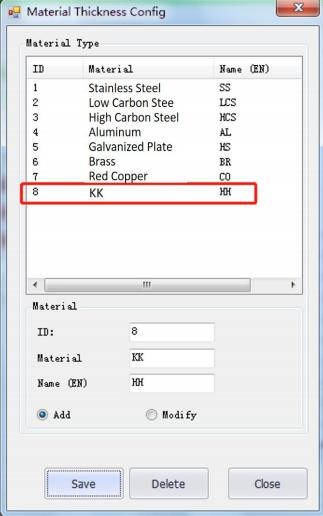 Material Thickness Config
Material Type
ID Material Name (EN)
1 Stainless Steel SS
2 Low Carbon Stee LCS
3 High Carbon Steel HCS
4 Aluminum AL
5 Galvanized Plate HS
6 Brass BR
7 Red Copper CO
8 KK HH
Material
ID: 8
Material KK
Name (EN) HH
Add Modify
Save Delete Close